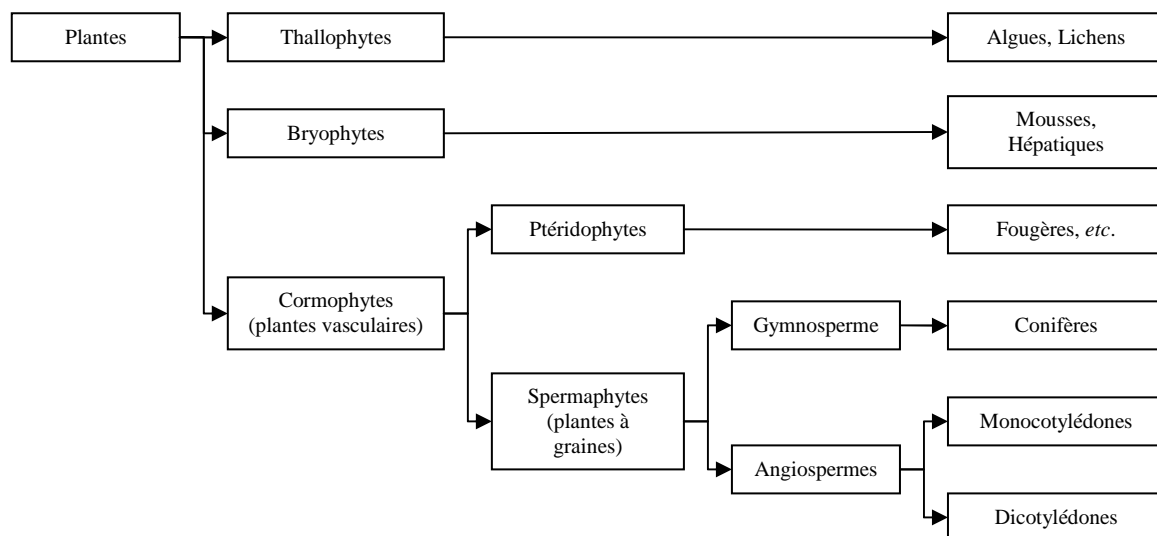 Plantes
Thallophytes
Algues, Lichens
Bryophytes
Mousses,
Hépatiques
Ptéridophytes
Fougères, etc.
Cormophytes
(plantes vasculaires)
Gymnosperme
Conifères
Spermaphytes
(plantes à
graines)
Monocotylédones
Angiospermes
Dicotylédones